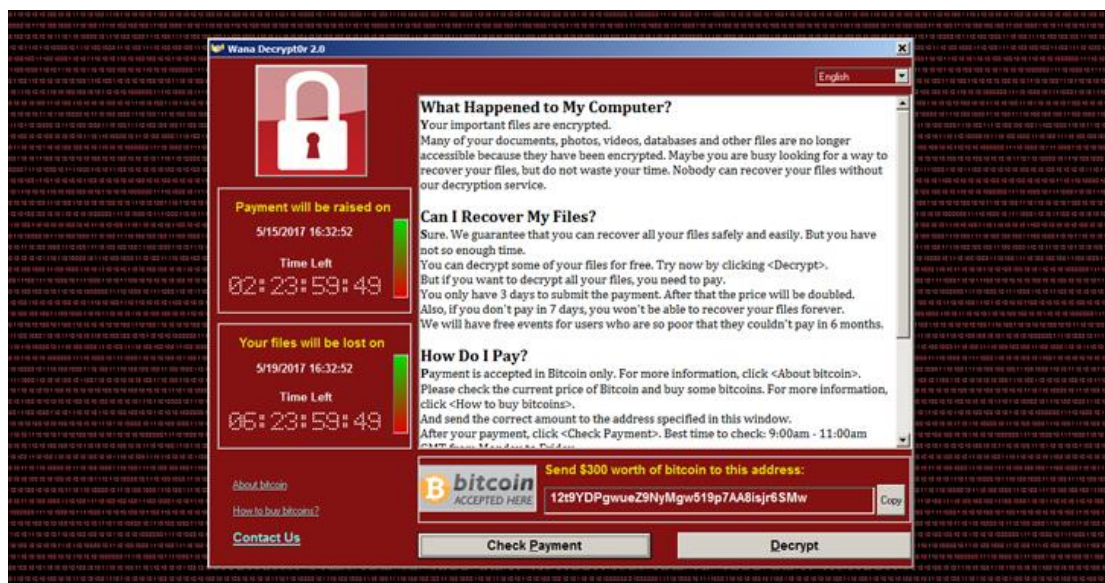 Wana Decrypt0r 2.0
English
What Happened to My Computer?
Your important files are encrypted.
Many of your documents, photos, videos, databases and other files are no longer
accessible because they have been encrypted. Maybe you are busy looking for a way to
recover your files, but do not waste your time. Nobody can recover your files without
our decryption service.
Can I Recover My Files?
Sure. We guarantee that you can recover all your files safely and easily. But you have
not so enough time.
You can decrypt some of your files for free. Try now by clicking <Decrypt>.
But if you want to decrypt all your files, you need to pay.
You only have 3 days to submit the payment. After that the price will be doubled.
Also, if you don't pay in 7 days, you won't be able to recover your files forever.
We will have free events for users who are so poor that they couldn't pay in 6 months.
How Do I Pay?
Payment is accepted in Bitcoin only. For more information, click <About bitcoin>.
Please check the current price of Bitcoin and buy some bitcoins. For more information,
click <How to buy bitcoins>.
And send the correct amount to the address specified in this window.
After your payment, click <Check Payment>. Best time to check: 9:00am - 11:00am
GMT from Monday to Friday.
Payment will be raised on
5/15/2017 16:32:52
Time Left
02:23:59:49
Your files will be lost on
5/19/2017 16:32:52
Time Left
06:23:59:49
About bitcoin
How to buy bitcoins?
Contact Us
bitcoin
ACCEPTED HERE
Send $300 worth of bitcoin to this address:
12t9YDPgwueZ9NyMgw519p7AA8isjr6SMw
Copy
Check Payment
Decrypt